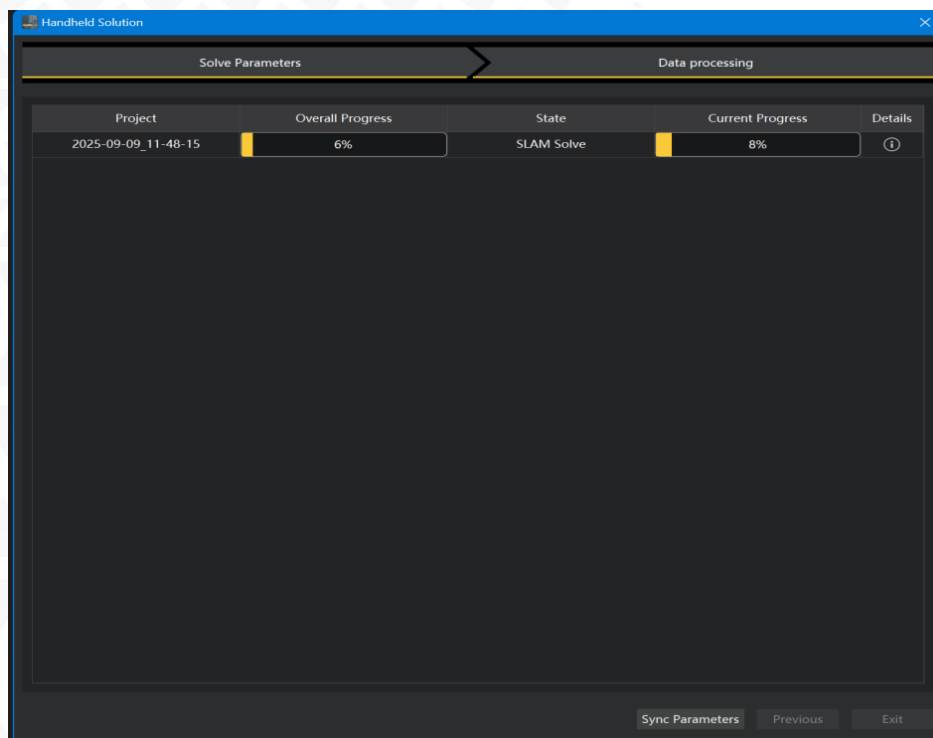 Handheld Solution
Solve Parameters Data processing
Project Overall Progress State Current Progress Details
2025-09-09_11-48-15 6% SLAM Solve 8%
Sync Parameters Previous Exit